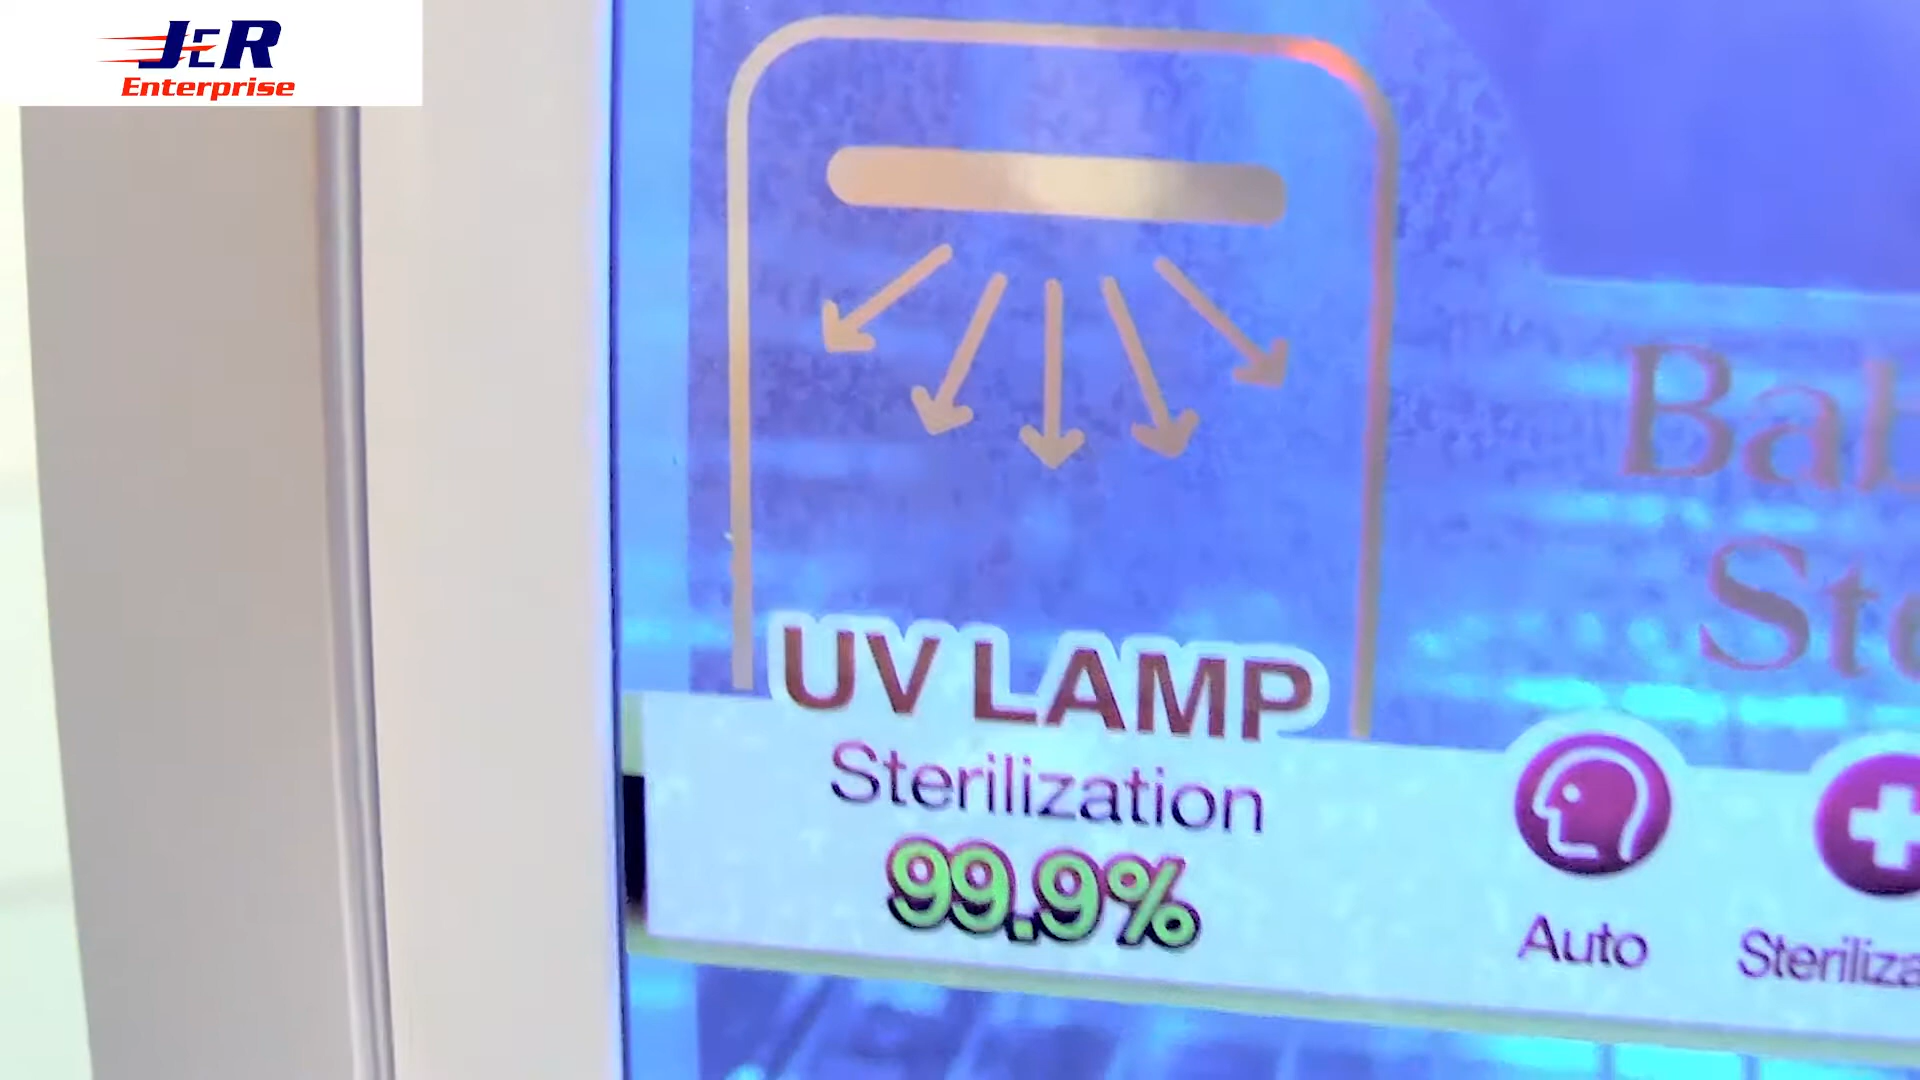 JER
Enterprise
UV LAMP
Sterilization
99.9%
Auto